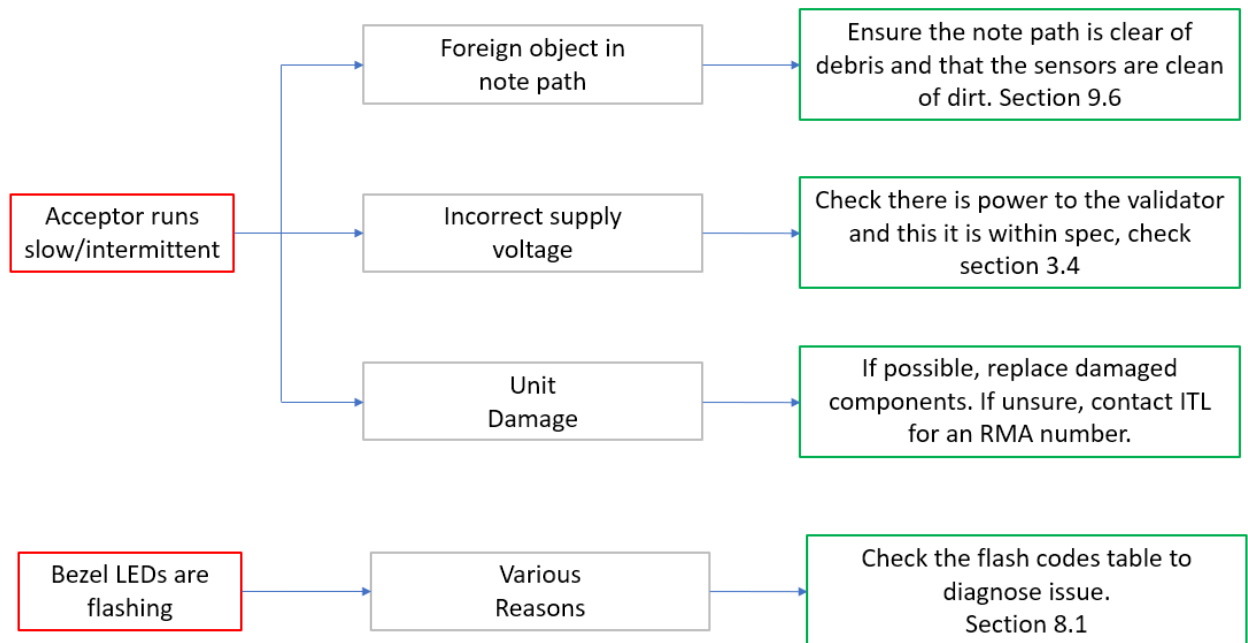 Foreign object in
note path
Ensure the note path is clear of
debris and that the sensors are clean
of dirt. Section 9.6
Acceptor runs
slow/intermittent
Incorrect supply
voltage
Check there is power to the validator
and this it is within spec, check
section 3.4
Unit
Damage
If possible, replace damaged
components. If unsure, contact ITL
for an RMA number.
Bezel LEDs are
flashing
Various
Reasons
Check the flash codes table to
diagnose issue.
Section 8.1